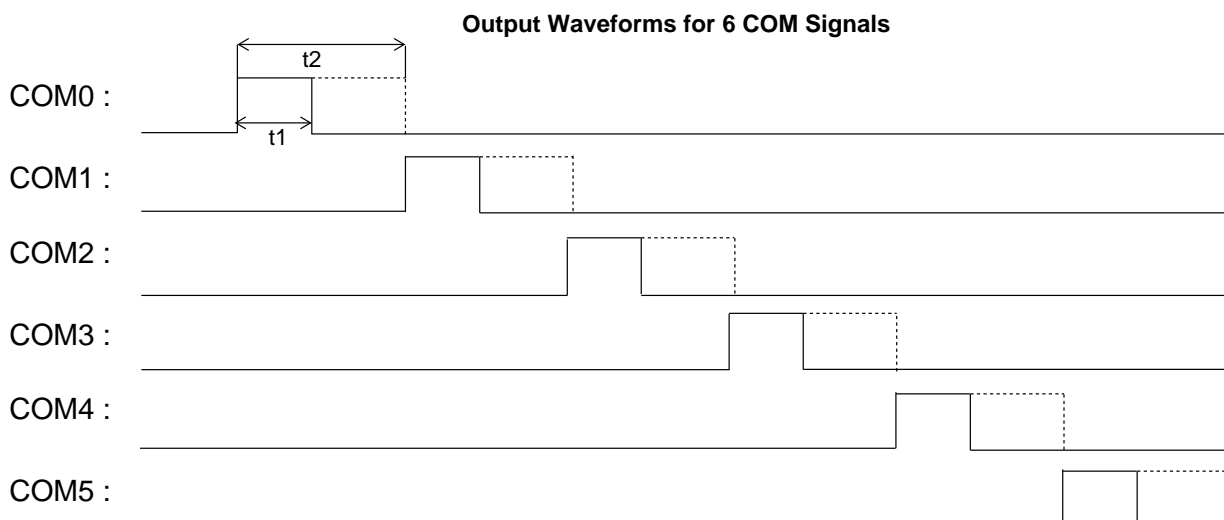 Output Waveforms for 6 COM Signals
t2
COM0 :
t1
COM1 :
COM2 :
COM3 :
COM4 :
COM5 :